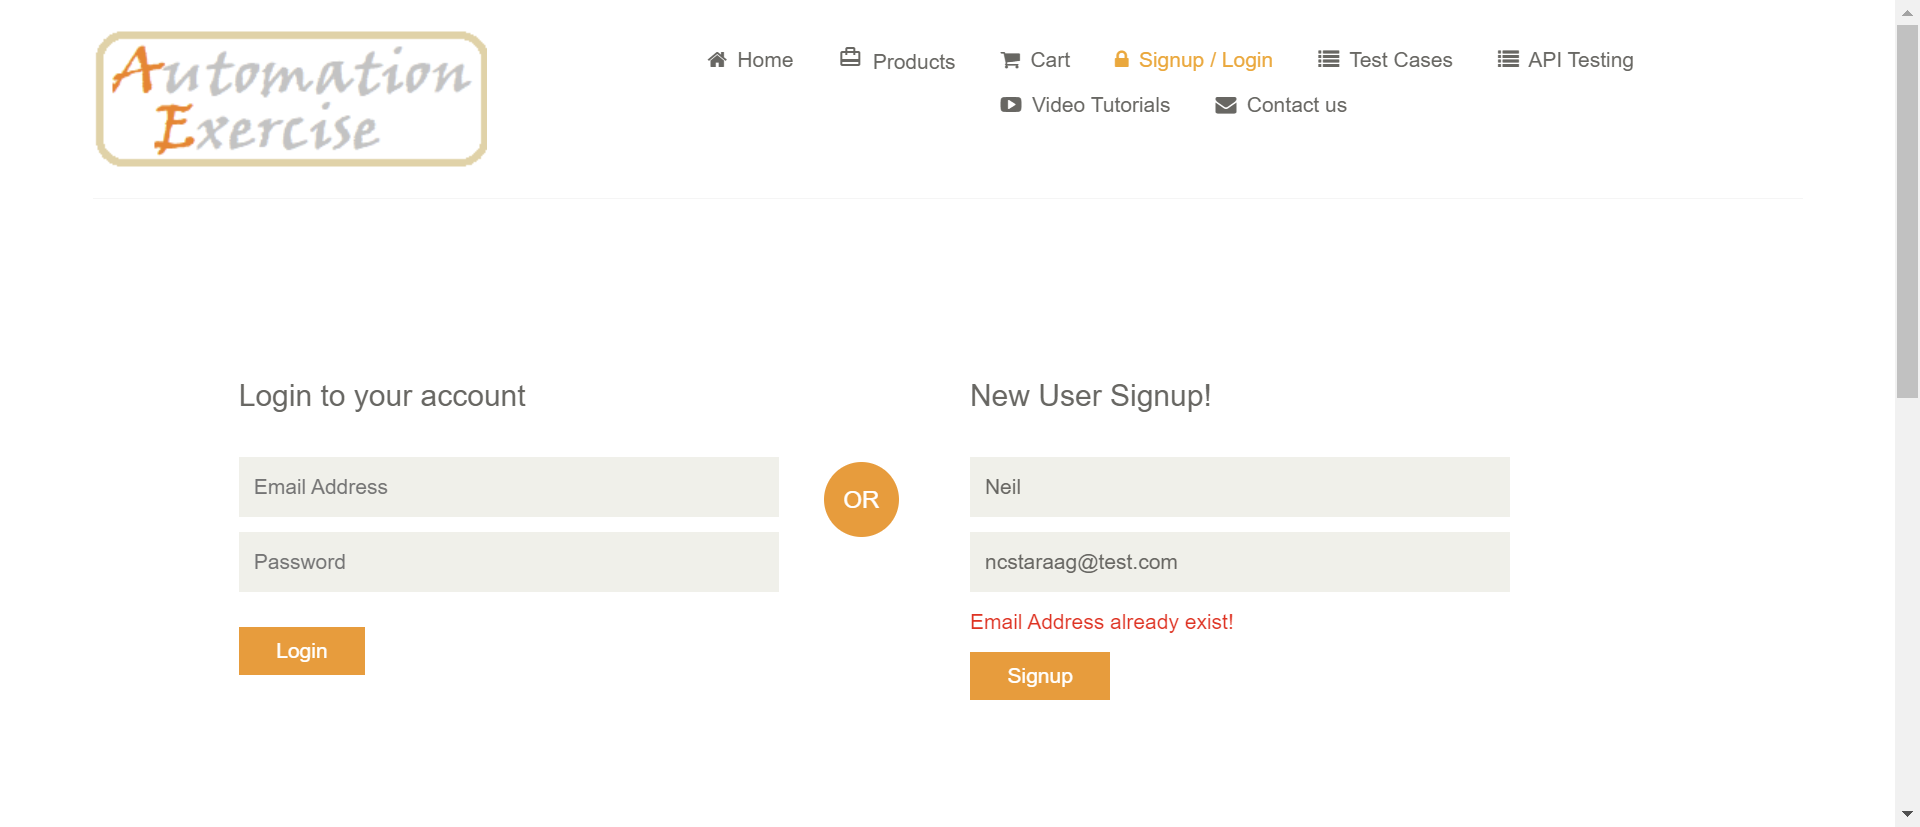 Automation
Exercise
Home Products Cart Signup / Login Test Cases API Testing
Video Tutorials Contact us
Login to your account
New User Signup!
Email Address
Password
Login
OR
Neil
ncstaraag@test.com
Email Address already exist!
Signup